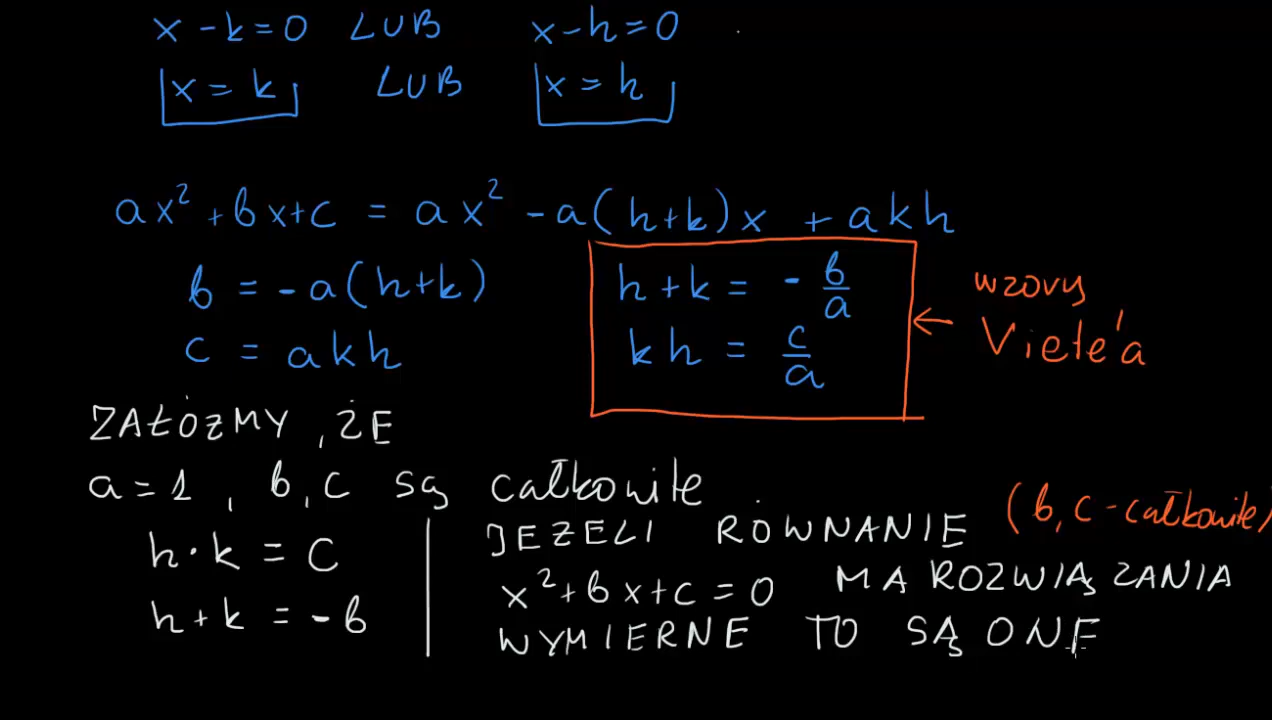 x - k = 0 LUB x - h = 0
x = k LUB x = h
ax² + bx + c = ax² - a(h+k)x + akh
b = -a(h+k)
c = akh
h + k = - b/a
kh = c/a
← wzory
Viete'a
ZAŁÓŻMY, ŻE
a = 1, b, c są całkowite
h · k = c
h + k = -b
JEŻELI RÓWNANIE (b, c - całkowite)
x² + bx + c = 0 MA ROZWIĄZANIA
WYMIERNE TO SĄ ONE